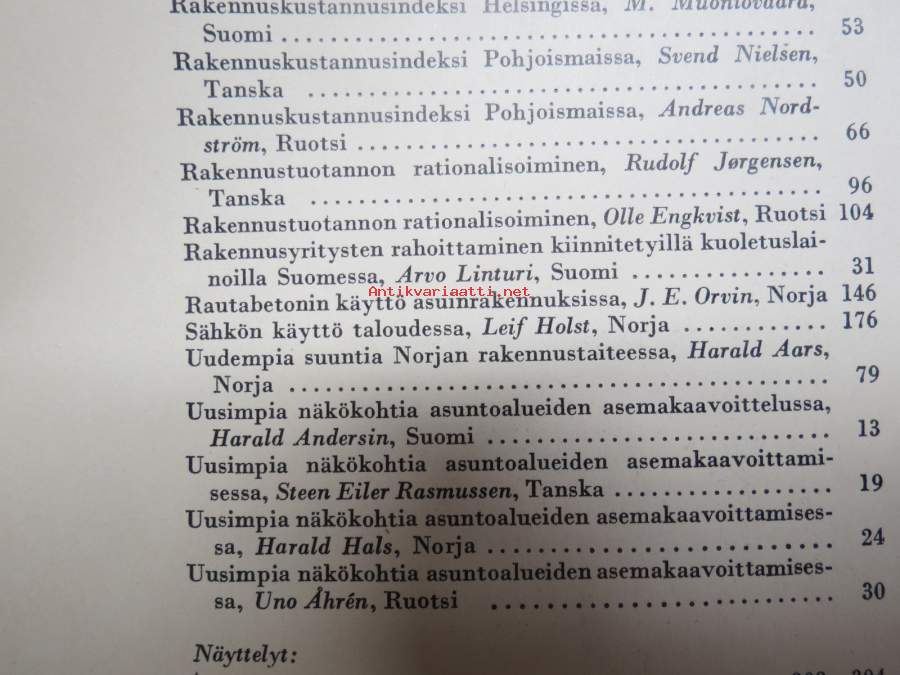 Rakennuskustannusindeksi Helsingissä, M. Muoniovaara,
Suomi .................................................. 53
Rakennuskustannusindeksi Pohjoismaissa, Svend Nielsen,
Tanska .................................................. 50
Rakennuskustannusindeksi Pohjoismaissa, Andreas Nord-
ström, Ruotsi .................................................. 66
Rakennustuotannon rationalisoiminen, Rudolf Jørgensen,
Tanska .................................................. 96
Rakennustuotannon rationalisoiminen, Olle Engkvist, Ruotsi 104
Rakennusyritysten rahoittaminen kiinnitetyillä kuoletuslai-
noilla Suomessa, Arvo Linturi, Suomi ................ 31
Antikvariaatti.net
Rautabetonin käyttö asuinrakennuksissa, J. E. Orvin, Norja 146
Sähkön käyttö taloudessa, Leif Holst, Norja ............ 176
Uudempia suuntia Norjan rakennustaiteessa, Harald Aars,
Norja .................................................. 79
Uusimpia näkökohtia asuntoalueiden asemakaavoittelussa,
Harald Andersin, Suomi ............................. 13
Uusimpia näkökohtia asuntoalueiden asemakaavoittami-
sessa, Steen Eiler Rasmussen, Tanska .................. 19
Uusimpia näkökohtia asuntoalueiden asemakaavoittamises-
sa, Harald Hals, Norja ............................. 24
Uusimpia näkökohtia asuntoalueiden asemakaavoittamises-
sa, Uno Åhrén, Ruotsi ............................. 30
Näyttelyt: